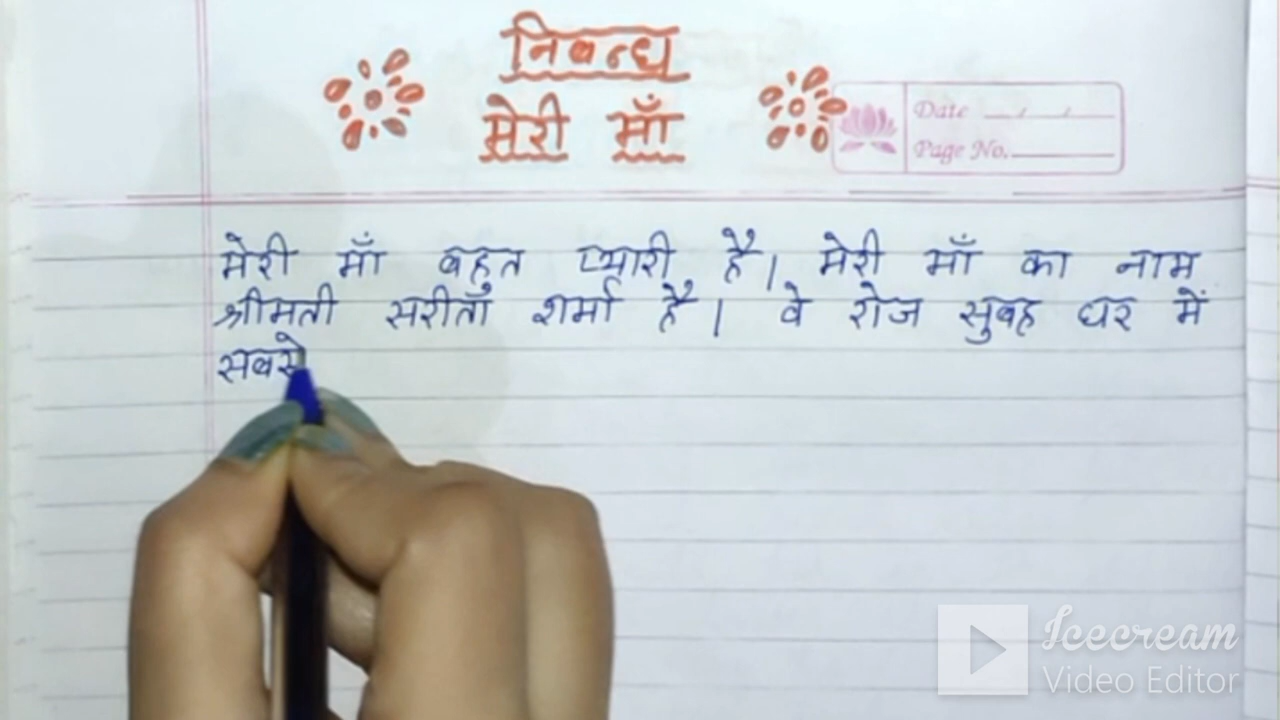 निबन्ध
मेरी माँ
Date
Page No.
मेरी माँ बहुत प्यारी है। मेरी माँ का नाम
श्रीमती सरीताँ शर्मा है। वे रोज सुबह घर में
सबसे
Icecream
Video Editor